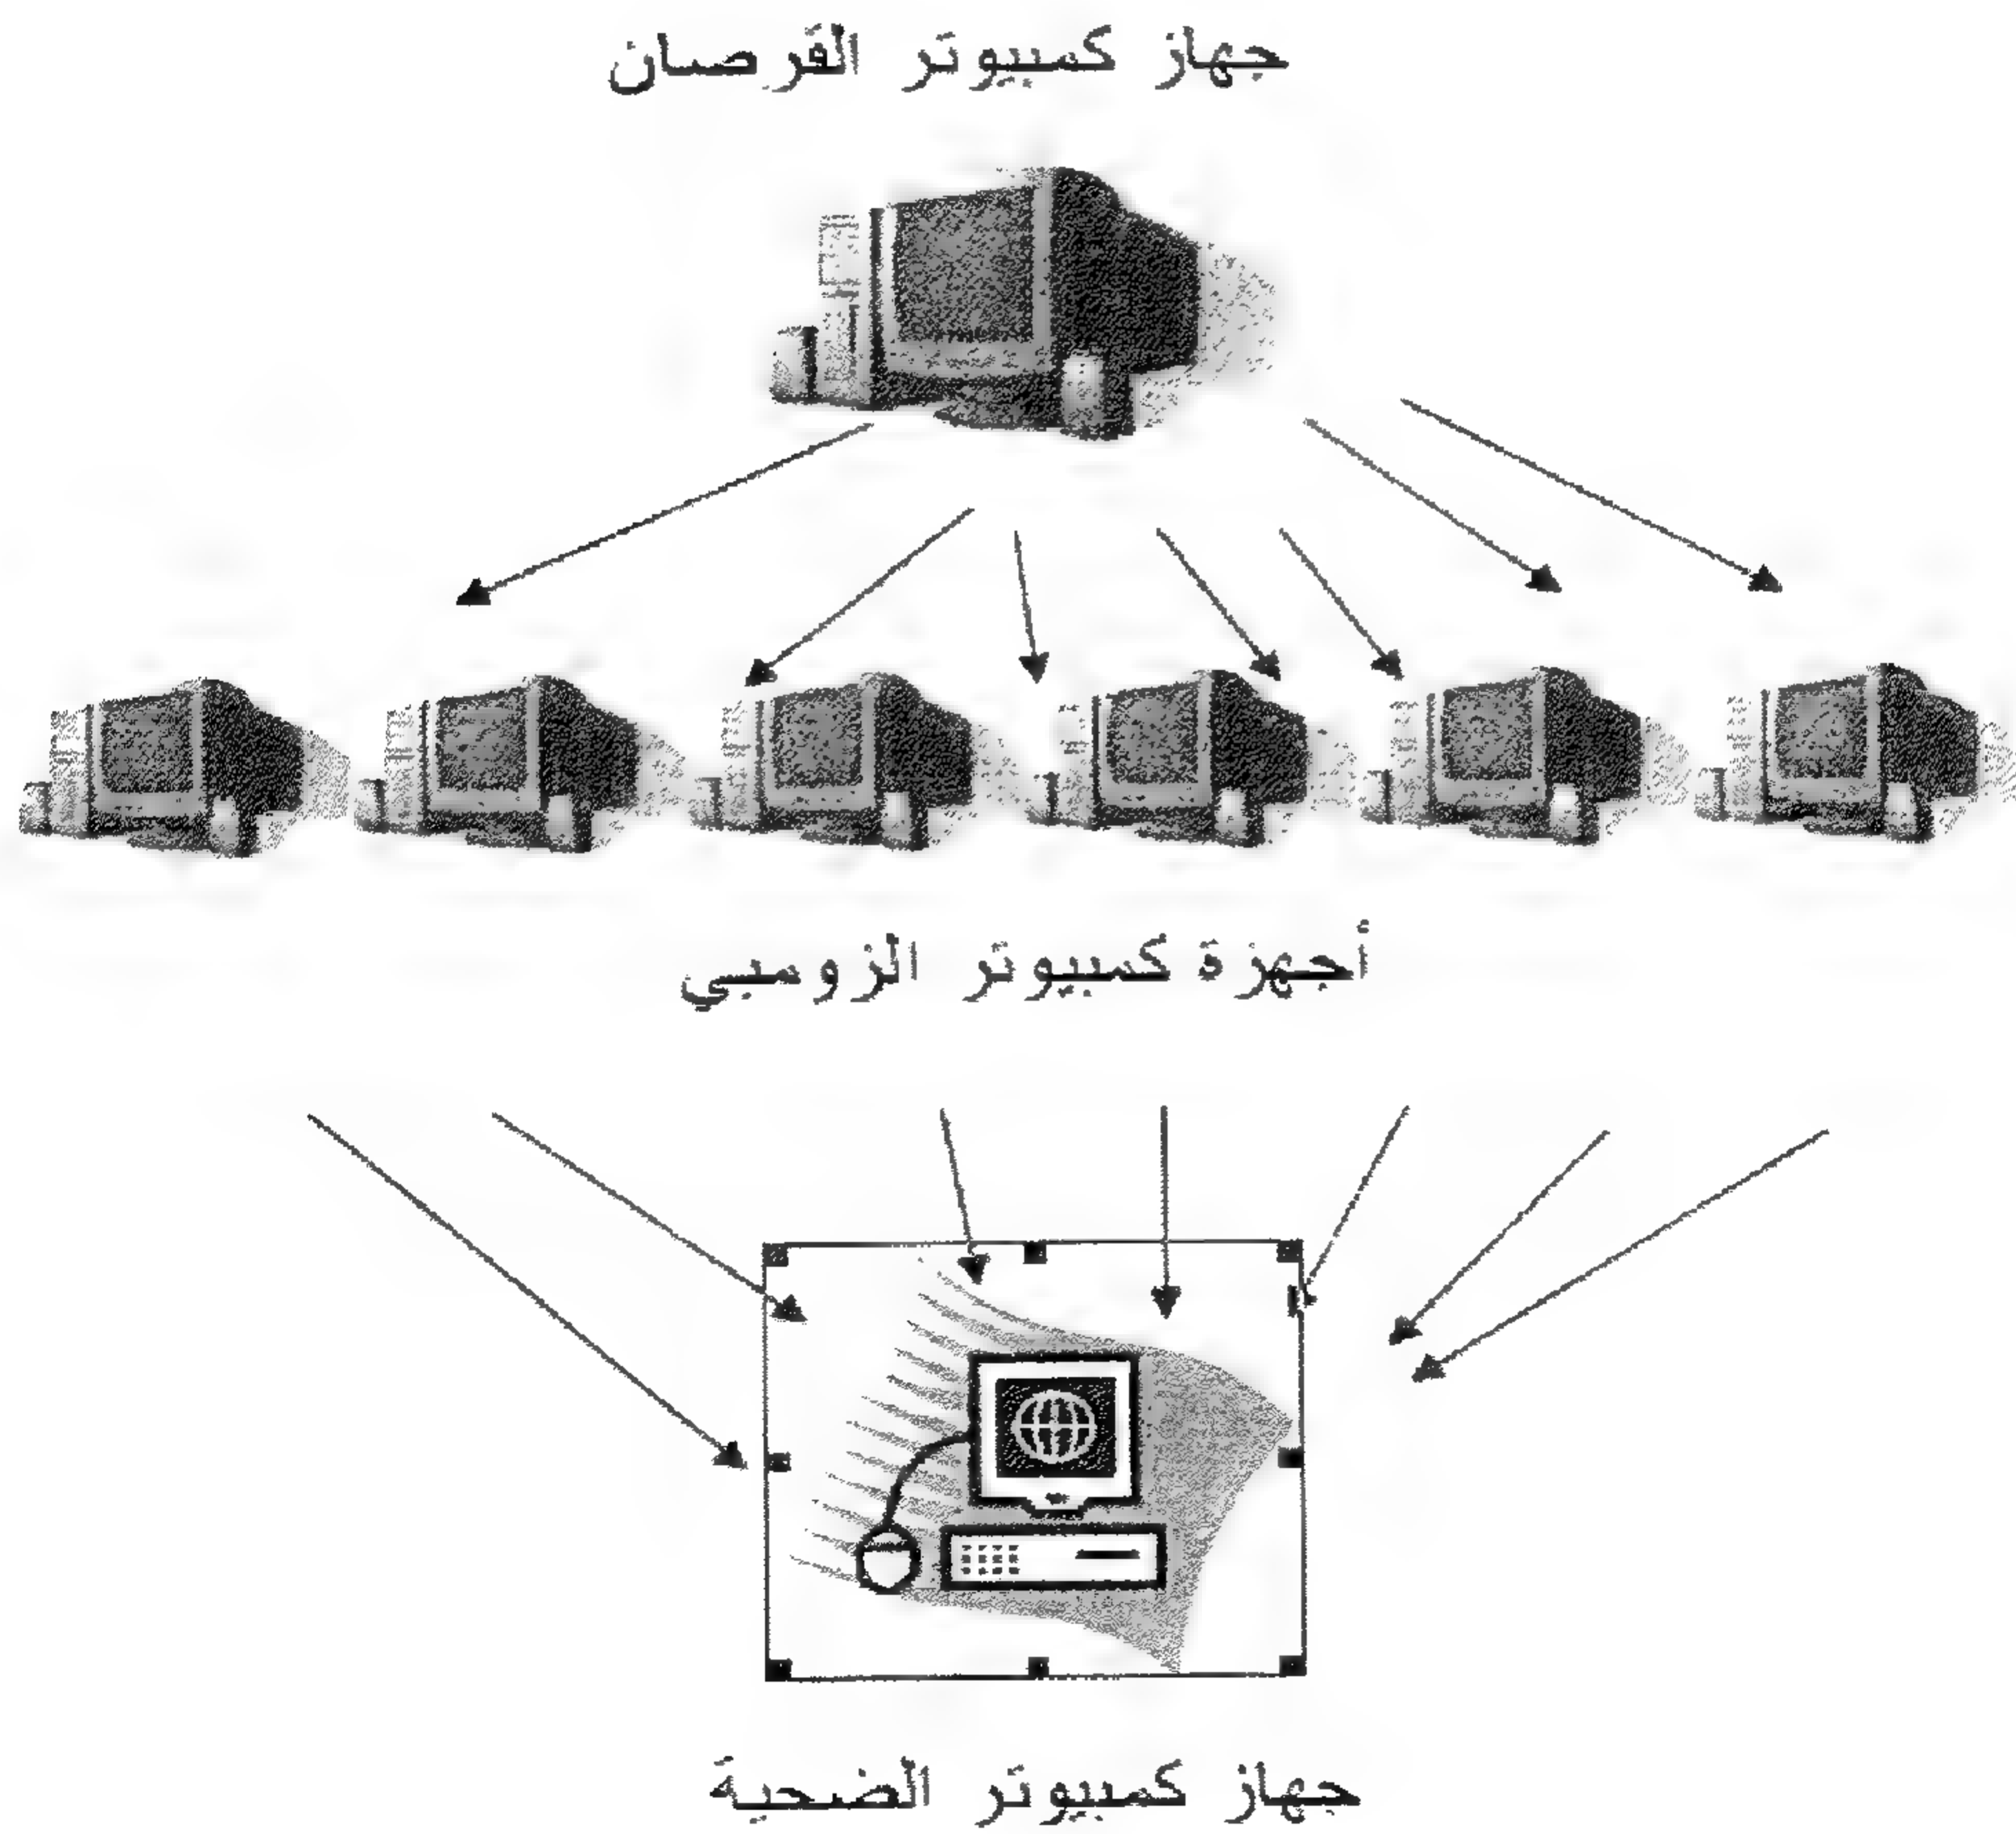 جهاز كمبيوتر القرصان
أجهزة كمبيوتر الزومبي
جهاز كمبيوتر الضحية